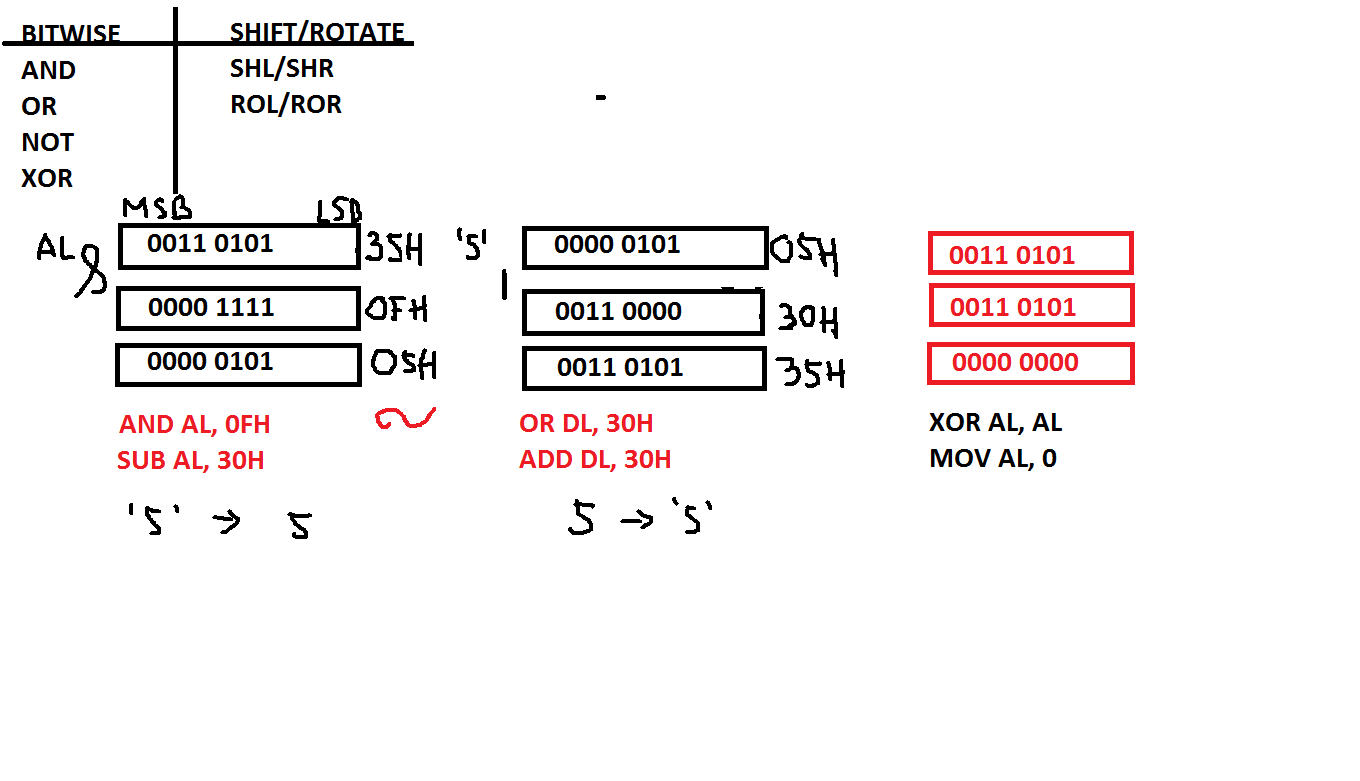 BITWISE SHIFT/ROTATE
AND SHL/SHR
OR ROL/ROR
NOT
XOR
MSB LSB
AL & 0011 0101 35H '5'
0000 1111 0FH
0000 0101 05H
AND AL, 0FH
SUB AL, 30H
'5' → 5
0000 0101 05H
| 0011 0000 30H
0011 0101 35H
OR DL, 30H
ADD DL, 30H
5 → '5'
0011 0101
0011 0101
0000 0000
XOR AL, AL
MOV AL, 0